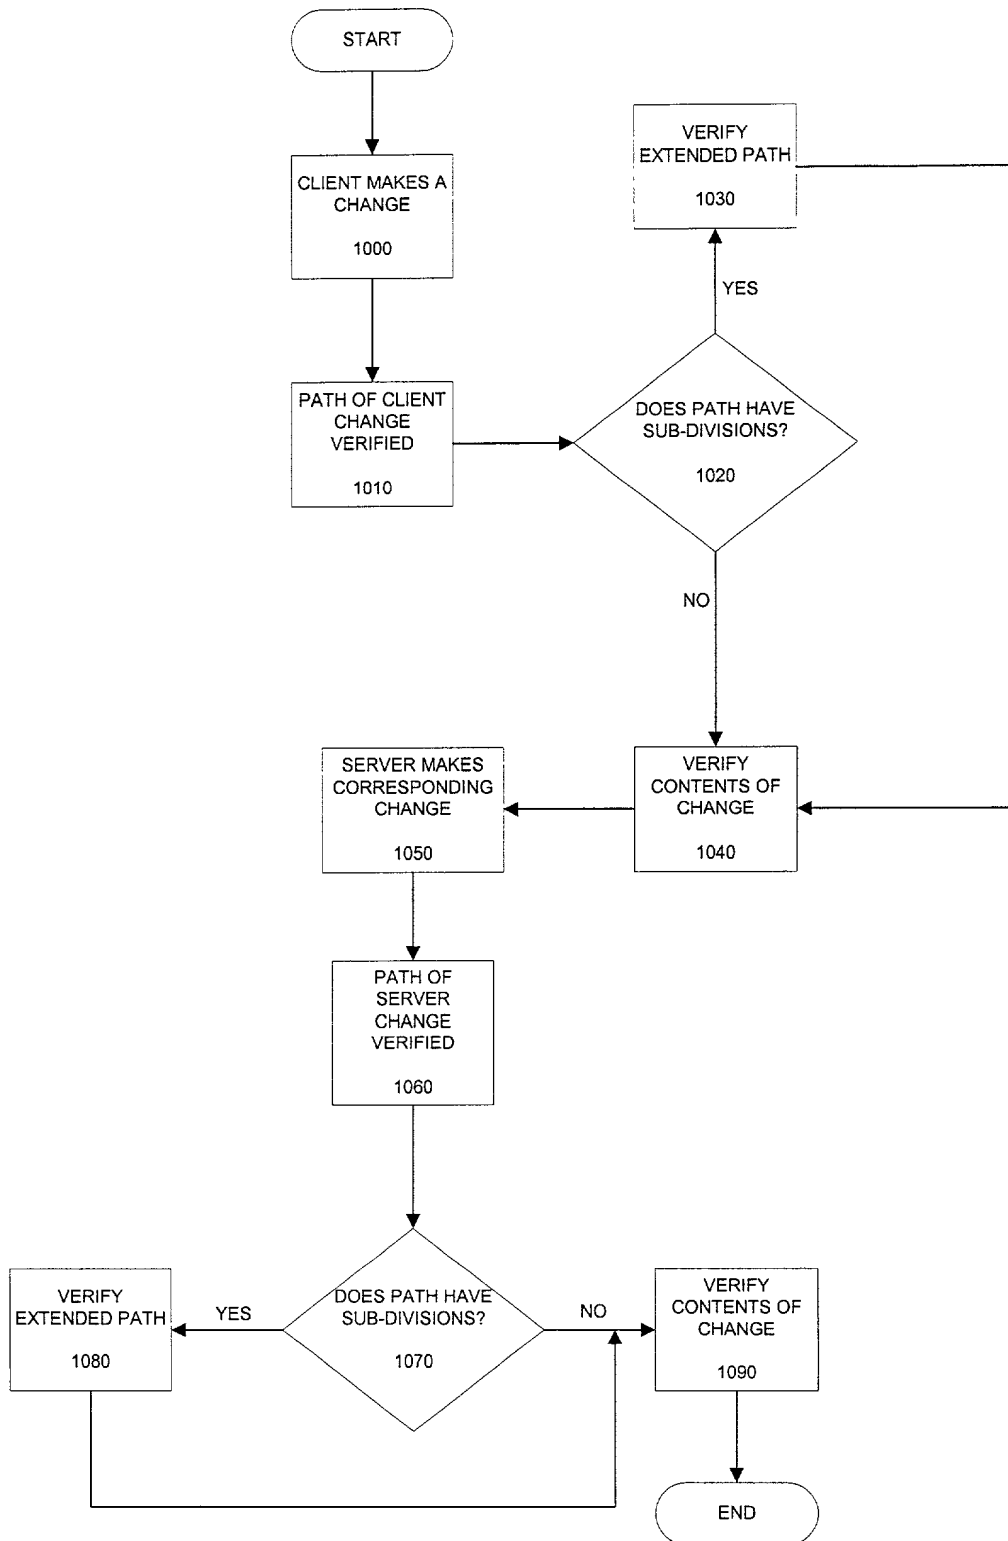 START
CLIENT MAKES A
CHANGE
1000
PATH OF CLIENT
CHANGE
VERIFIED
1010
DOES PATH HAVE
SUB-DIVISIONS?
1020
YES
VERIFY
EXTENDED PATH
1030
NO
VERIFY
CONTENTS OF
CHANGE
1040
SERVER MAKES
CORRESPONDING
CHANGE
1050
PATH OF
SERVER
CHANGE
VERIFIED
1060
DOES PATH HAVE
SUB-DIVISIONS?
1070
YES
VERIFY
EXTENDED PATH
1080
NO
VERIFY
CONTENTS OF
CHANGE
1090
END